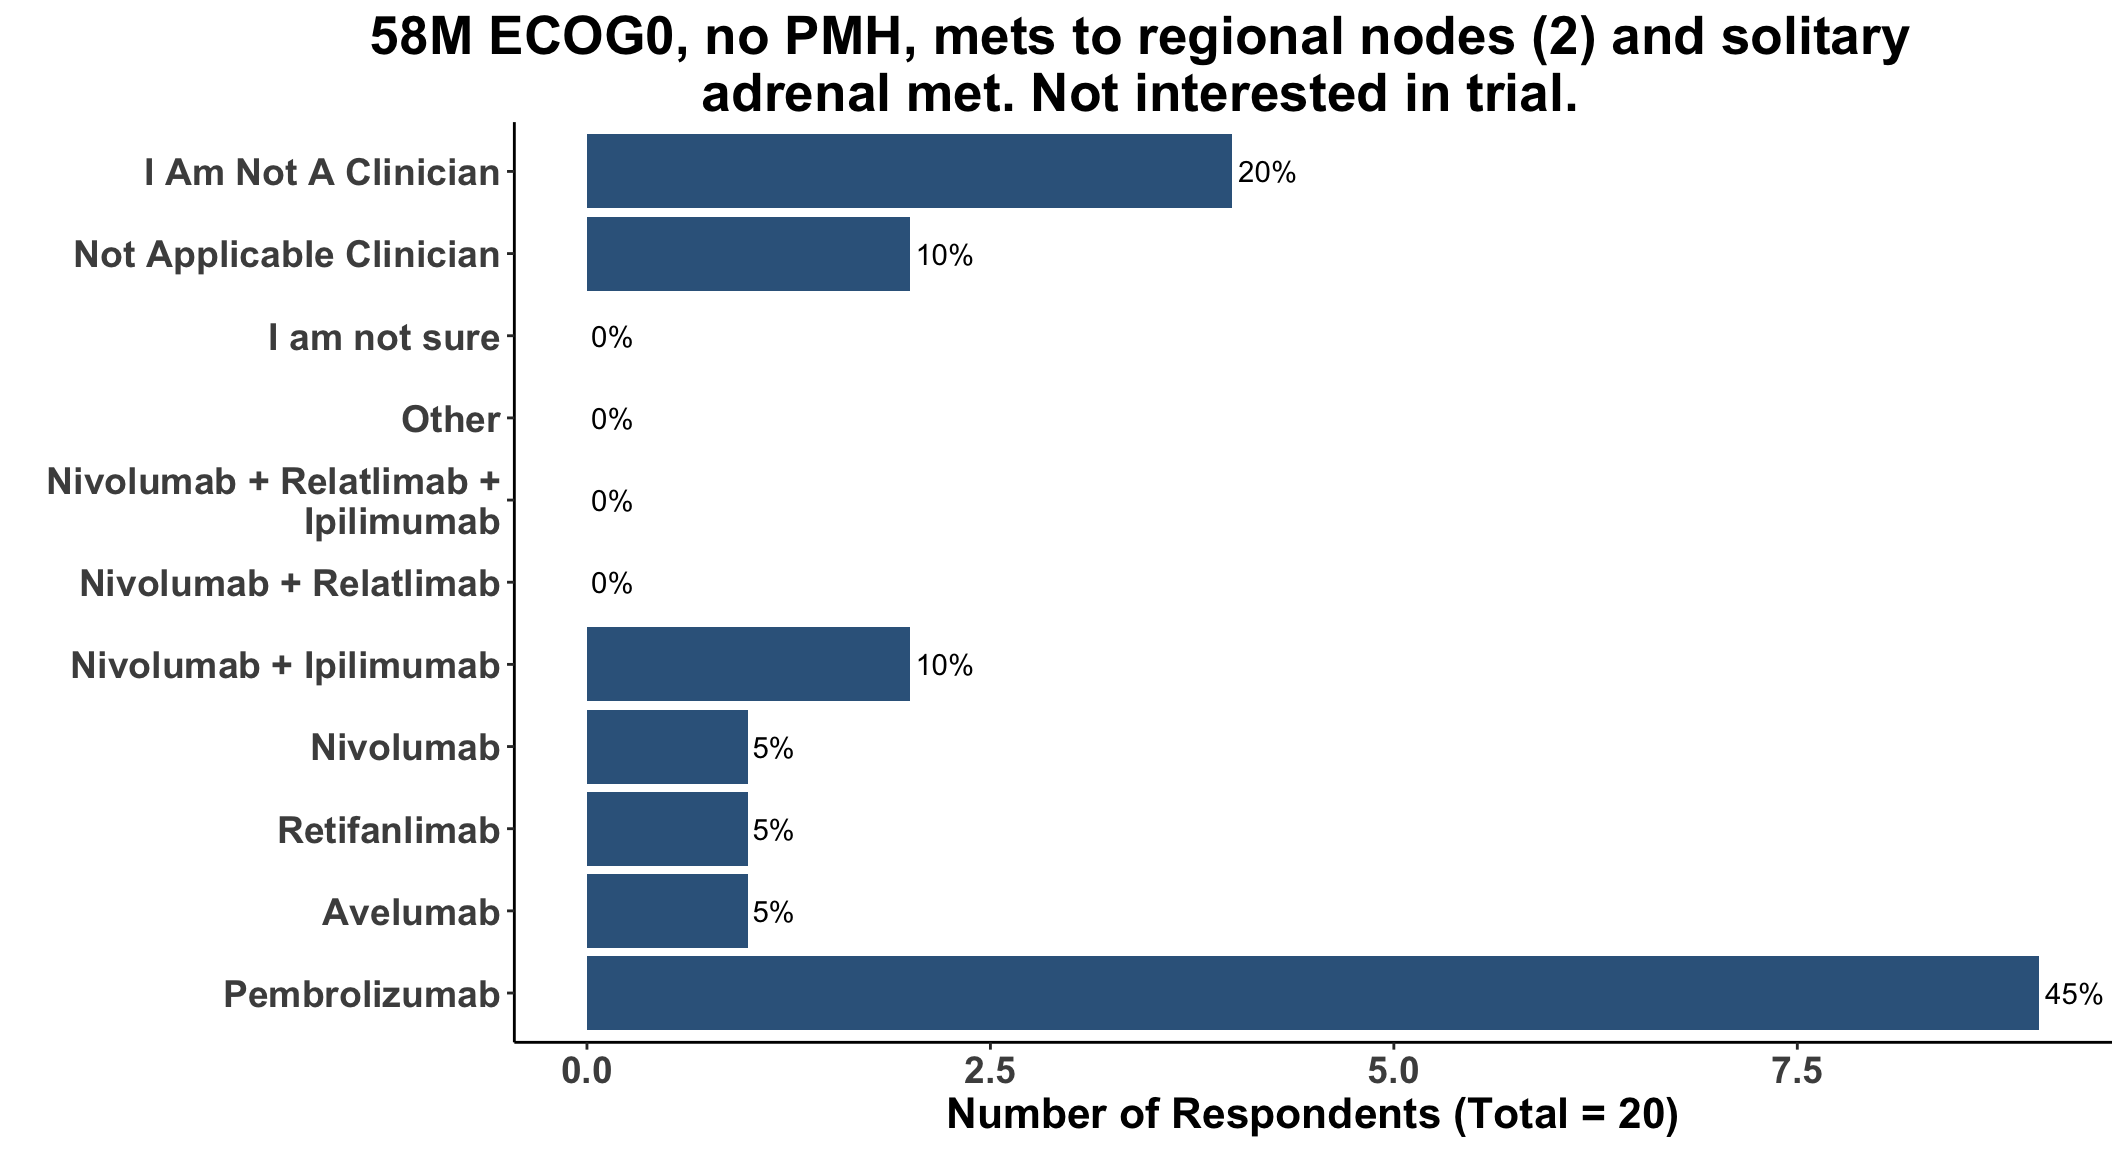 58M ECOG0, no PMH, mets to regional nodes (2) and solitary
adrenal met. Not interested in trial.
I Am Not A Clinician
20%
Not Applicable Clinician
10%
I am not sure
0%
Other
0%
Nivolumab + Relatlimab +
Ipilimumab
0%
Nivolumab + Relatlimab
0%
Nivolumab + Ipilimumab
10%
Nivolumab
5%
Retifanlimab
5%
Avelumab
5%
Pembrolizumab
45%
0.0 2.5 5.0 7.5
Number of Respondents (Total = 20)